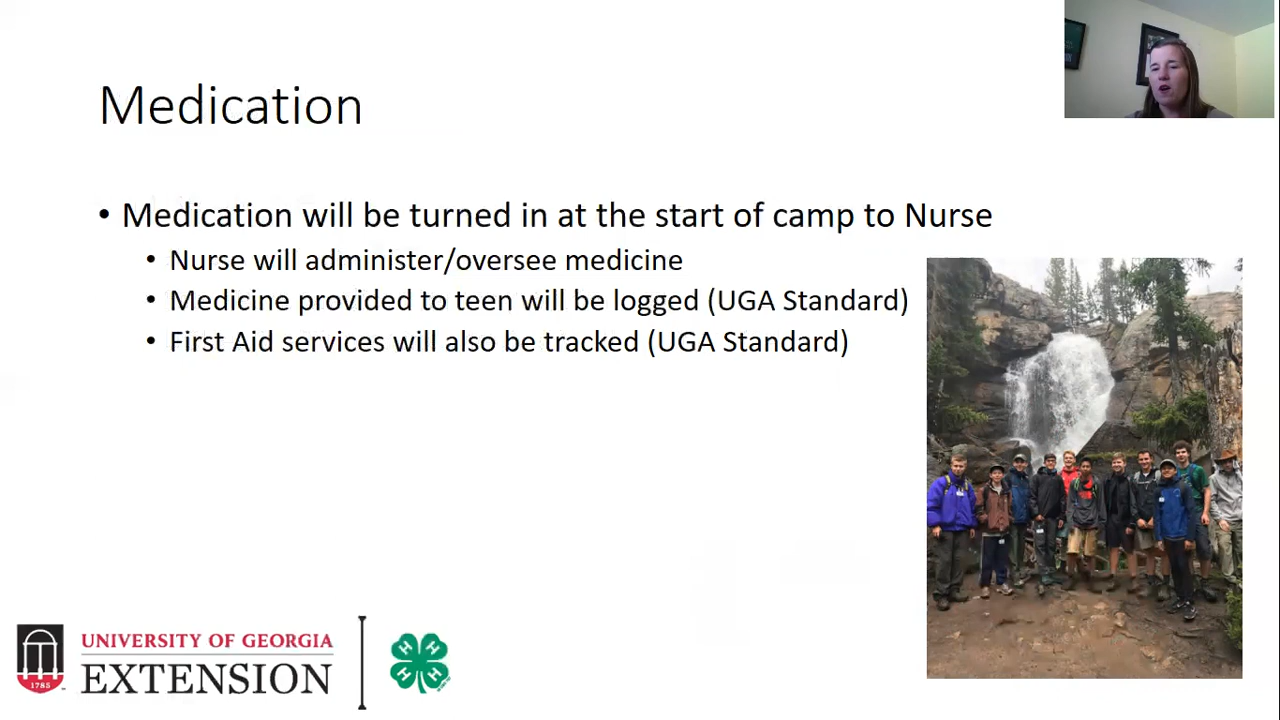 Medication
• Medication will be turned in at the start of camp to Nurse
• Nurse will administer/oversee medicine
• Medicine provided to teen will be logged (UGA Standard)
• First Aid services will also be tracked (UGA Standard)
UNIVERSITY OF GEORGIA
EXTENSION
1785
H H H H